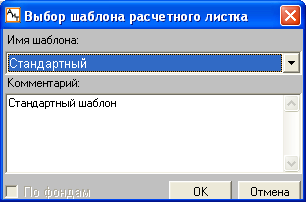 Выбор шаблона расчетного листка
Имя шаблона:
Стандартный
Комментарий:
Стандартный шаблон
По фондам
OK
Отмена